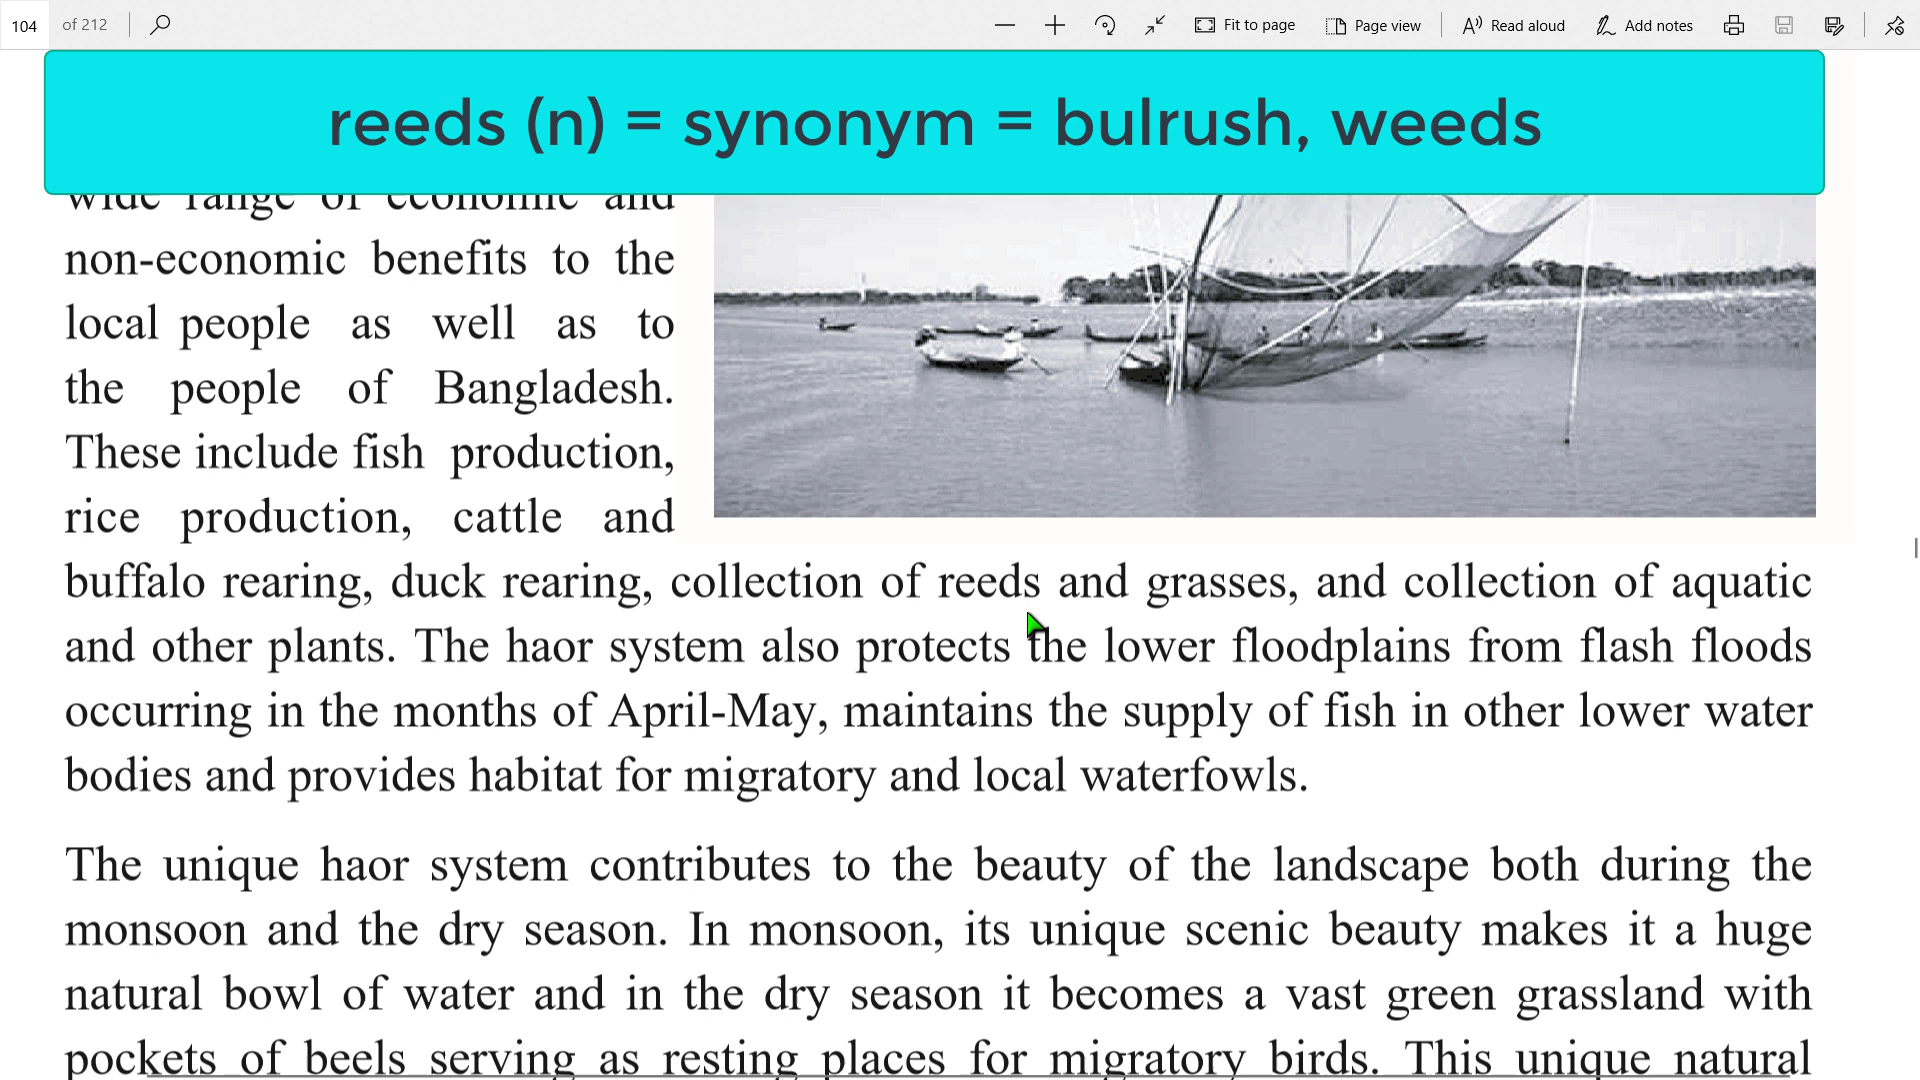 104 of 212 Fit to page Page view Read aloud Add notes
reeds (n) = synonym = bulrush, weeds
wide range of economic and
non-economic benefits to the
local people as well as to
the people of Bangladesh.
These include fish production,
rice production, cattle and
buffalo rearing, duck rearing, collection of reeds and grasses, and collection of aquatic
and other plants. The haor system also protects the lower floodplains from flash floods
occurring in the months of April-May, maintains the supply of fish in other lower water
bodies and provides habitat for migratory and local waterfowls.
The unique haor system contributes to the beauty of the landscape both during the
monsoon and the dry season. In monsoon, its unique scenic beauty makes it a huge
natural bowl of water and in the dry season it becomes a vast green grassland with
pockets of beels serving as resting places for migratory birds. This unique natural